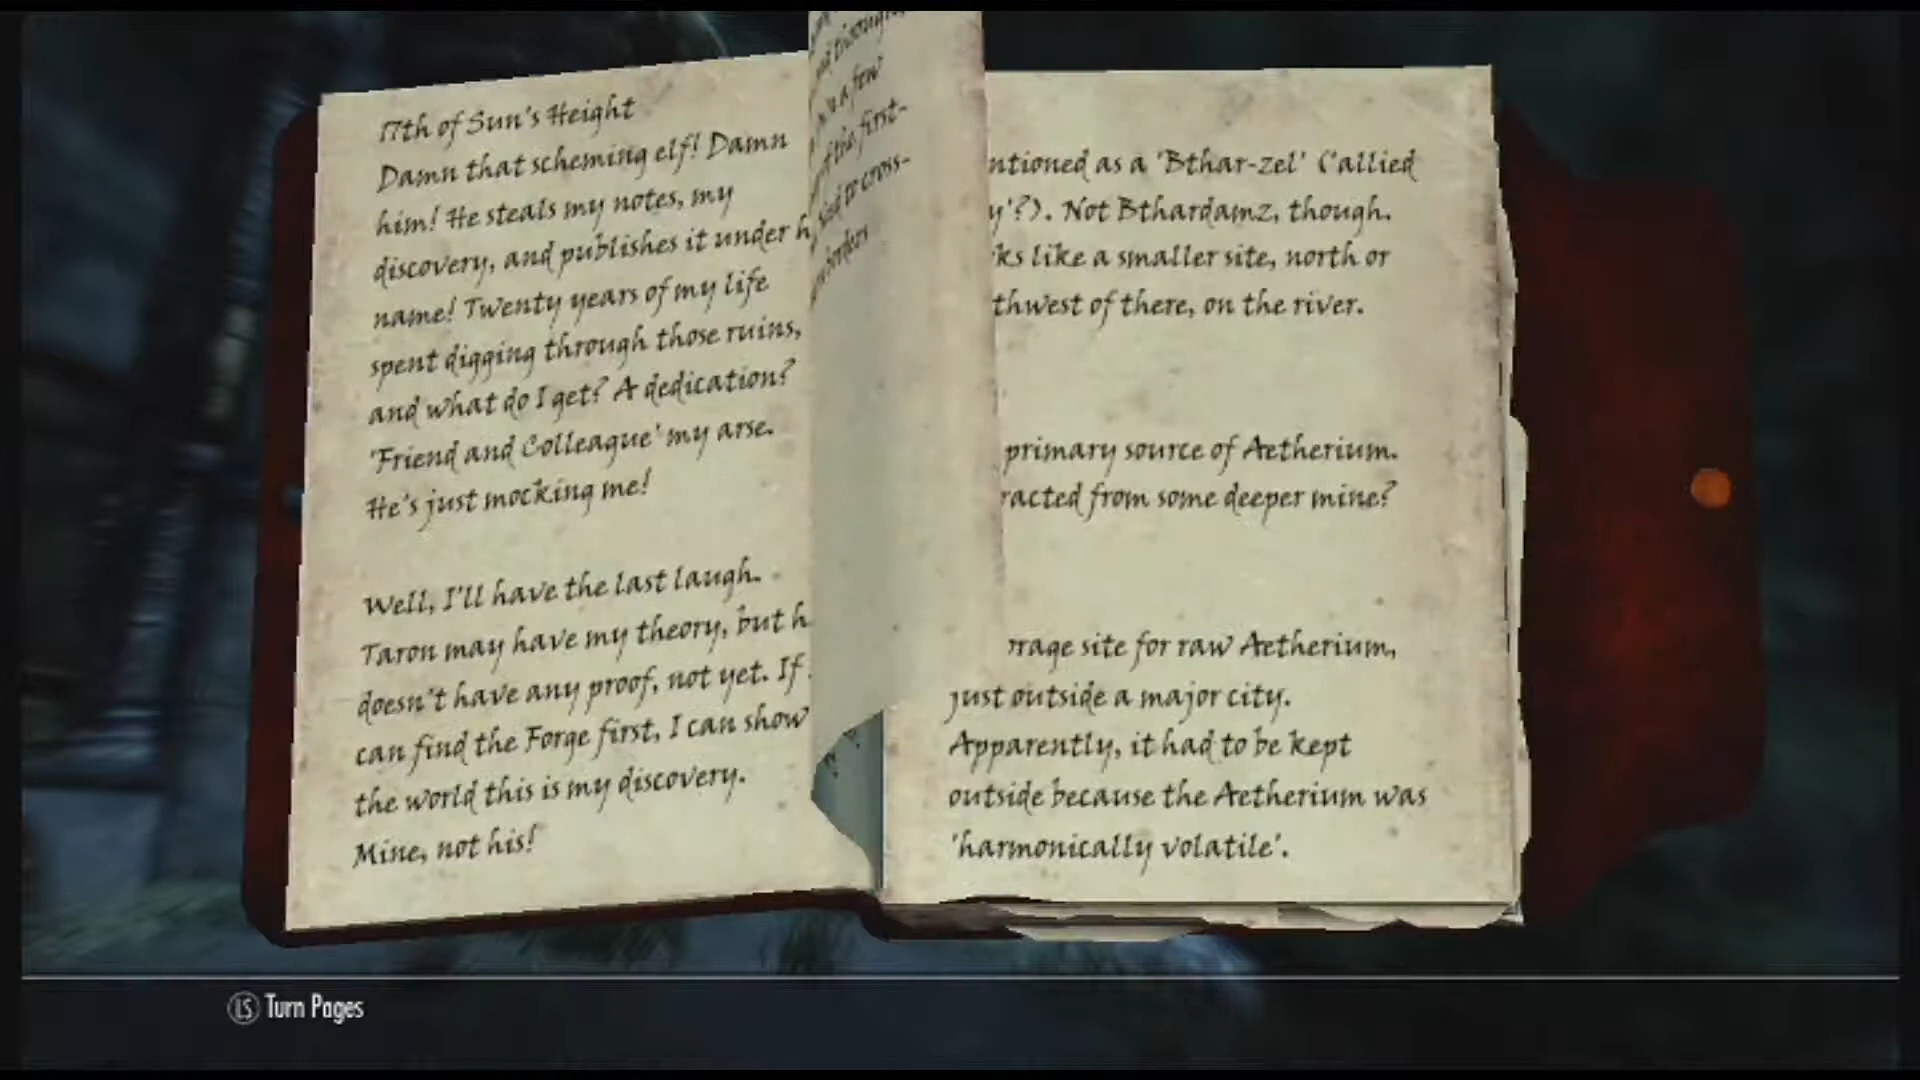 17th of Sun's Height
Damn that scheming elf! Damn
him! He steals my notes, my
discovery, and publishes it under h
name! Twenty years of my life
spent digging through those ruins,
and what do I get? A dedication?
'Friend and Colleague' my arse.
He's just mocking me!
Well, I'll have the last laugh.
Taron may have my theory, but h
doesn't have any proof, not yet. If
can find the Forge first, I can show
the world this is my discovery.
Mine, not his!
a few
the first-
to cross-
ntioned as a 'Bthar-zel' ('allied
y'?). Not Bthardamz, though.
ks like a smaller site, north or
thwest of there, on the river.
primary source of Aetherium.
racted from some deeper mine?
rage site for raw Aetherium,
just outside a major city.
Apparently, it had to be kept
outside because the Aetherium was
'harmonically volatile'.
LS Turn Pages